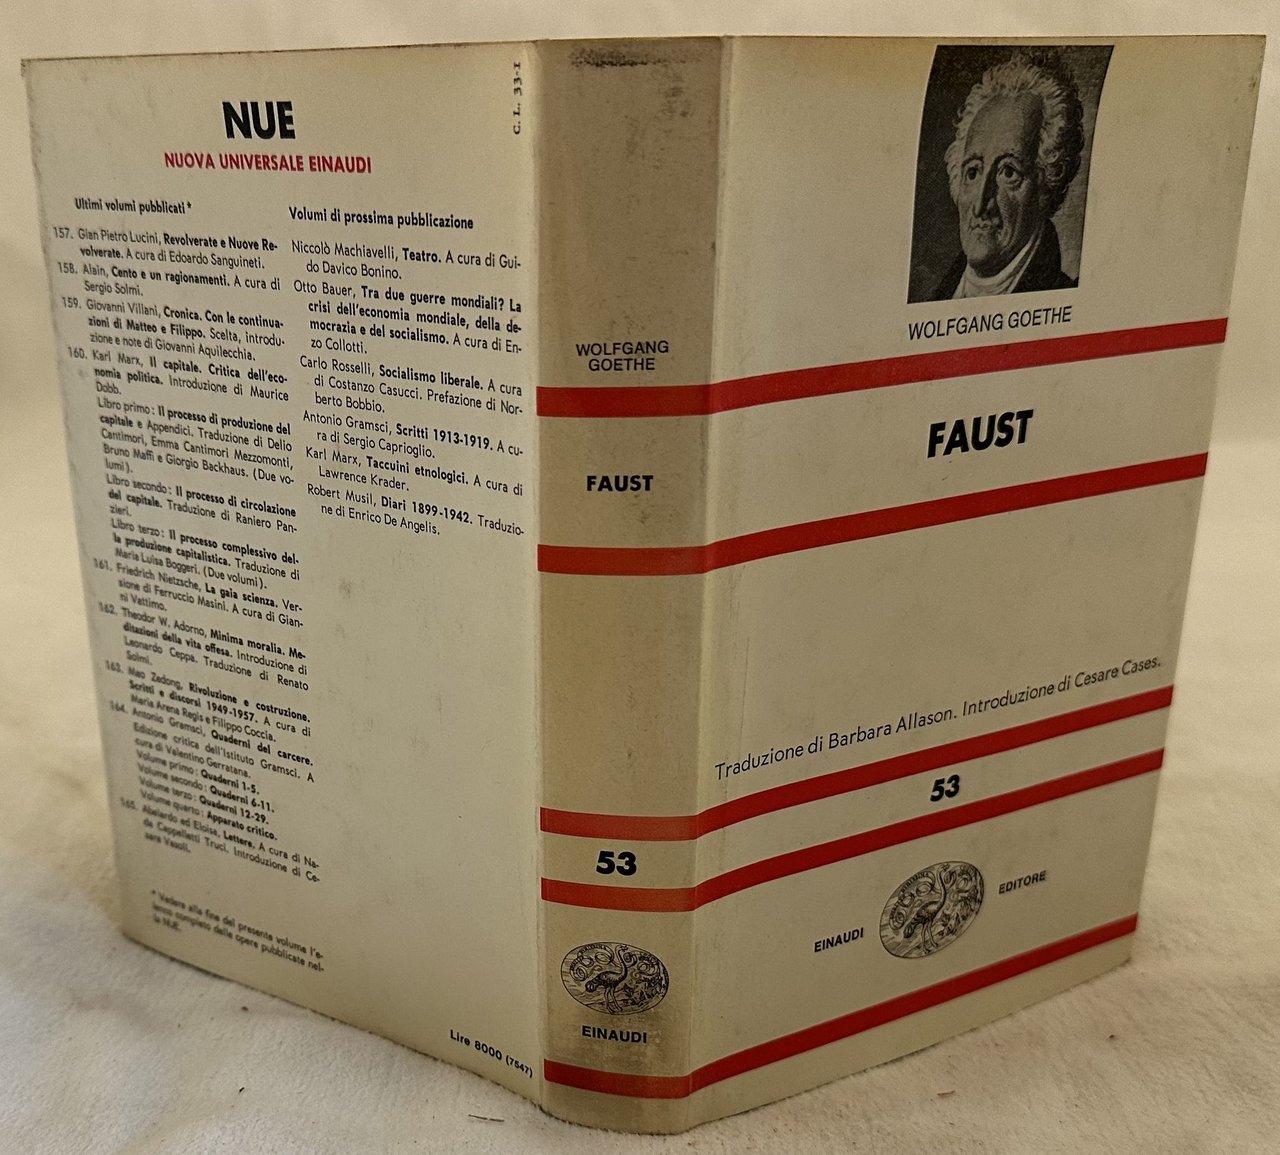 NUE
NUOVA UNIVERSALE EINAUDI
C. L. 33-1
Ultimi volumi pubblicati *
157. Gian Pietro Lucini, Revolverate e Nuove Re-
volverate. A cura di Edoardo Sanguineti.
158. Alain, Cento e un ragionamenti. A cura di
Sergio Solmi.
159. Giovanni Villani, Cronica. Con le continua-
zioni di Matteo e Filippo. Scelta, introdu-
zione e note di Giovanni Aquilecchia.
160. Karl Marx, Il capitale. Critica dell'eco-
nomia politica. Introduzione di Maurice
Dobb.
Libro primo: Il processo di produzione del
capitale e Appendici. Traduzione di Delio
Cantimori, Emma Cantimori Mezzomonti,
Bruno Maffi e Giorgio Backhaus. (Due vo-
lumi).
Libro secondo: Il processo di circolazione
del capitale. Traduzione di Raniero Pan-
zieri.
Libro terzo: Il processo complessivo del-
la produzione capitalistica. Traduzione di
Maria Luisa Boggeri. (Due volumi).
161. Friedrich Nietzsche, La gaia scienza. Ver-
sione di Ferruccio Masini. A cura di Gian-
ni Vattimo.
162. Theodor W. Adorno, Minima moralia. Me-
ditazioni della vita offesa. Introduzione di
Leonardo Ceppa. Traduzione di Renato
Solmi.
163. Mao Zedong, Rivoluzione e costruzione.
Scritti e discorsi 1949-1957. A cura di
Maria Arena Regis e Filippo Coccia.
164. Antonio Gramsci, Quaderni del carcere.
Edizione critica dell'Istituto Gramsci. A
cura di Valentino Gerratana.
Volume primo: Quaderni 1-5.
Volume secondo: Quaderni 6-11.
Volume terzo: Quaderni 12-29.
Volume quarto: Apparato critico.
165. Abelardo ed Eloisa, Lettere. A cura di Na-
da Cappelletti Truci. Introduzione di Ce-
sare Vasoli.
* Vedere alla fine del presente volume l'e-
lenco completo delle opere pubblicate nel-
la NUE.
Volumi di prossima pubblicazione
Niccolò Machiavelli, Teatro. A cura di Gui-
do Davico Bonino.
Otto Bauer, Tra due guerre mondiali? La
crisi dell'economia mondiale, della de-
mocrazia e del socialismo. A cura di En-
zo Collotti.
Carlo Rosselli, Socialismo liberale. A cura
di Costanzo Casucci. Prefazione di Nor-
berto Bobbio.
Antonio Gramsci, Scritti 1913-1919. A cu-
ra di Sergio Caprioglio.
Karl Marx, Taccuini etnologici. A cura di
Lawrence Krader.
Robert Musil, Diari 1899-1942. Traduzio-
ne di Enrico De Angelis.
Lire 8000 (7547)
WOLFGANG
GOETHE
FAUST
53
EINAUDI
WOLFGANG GOETHE
FAUST
Traduzione di Barbara Allason. Introduzione di Cesare Cases.
53
EINAUDI
EDITORE